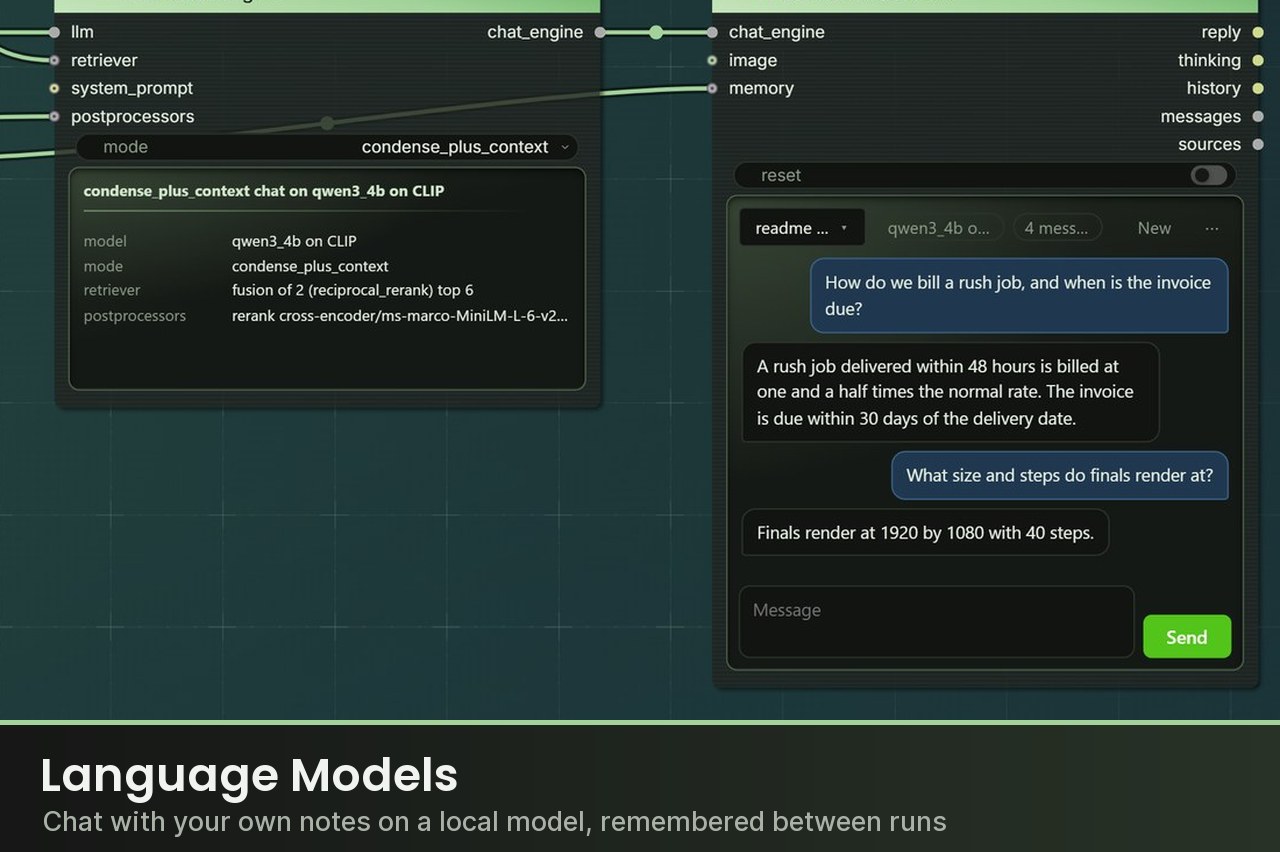 llm
chat_engine
retriever
system_prompt
postprocessors
mode
condense_plus_context
condense_plus_context chat on qwen3_4b on CLIP
model qwen3_4b on CLIP
mode condense_plus_context
retriever fusion of 2 (reciprocal_rerank) top 6
postprocessors rerank cross-encoder/ms-marco-MiniLM-L-6-v2...
chat_engine
reply
image
thinking
memory
history
messages
sources
reset
readme ...
qwen3_4b o...
4 mess...
New
...
How do we bill a rush job, and when is the invoice
due?
A rush job delivered within 48 hours is billed at
one and a half times the normal rate. The invoice
is due within 30 days of the delivery date.
What size and steps do finals render at?
Finals render at 1920 by 1080 with 40 steps.
Message
Send
Language Models
Chat with your own notes on a local model, remembered between runs